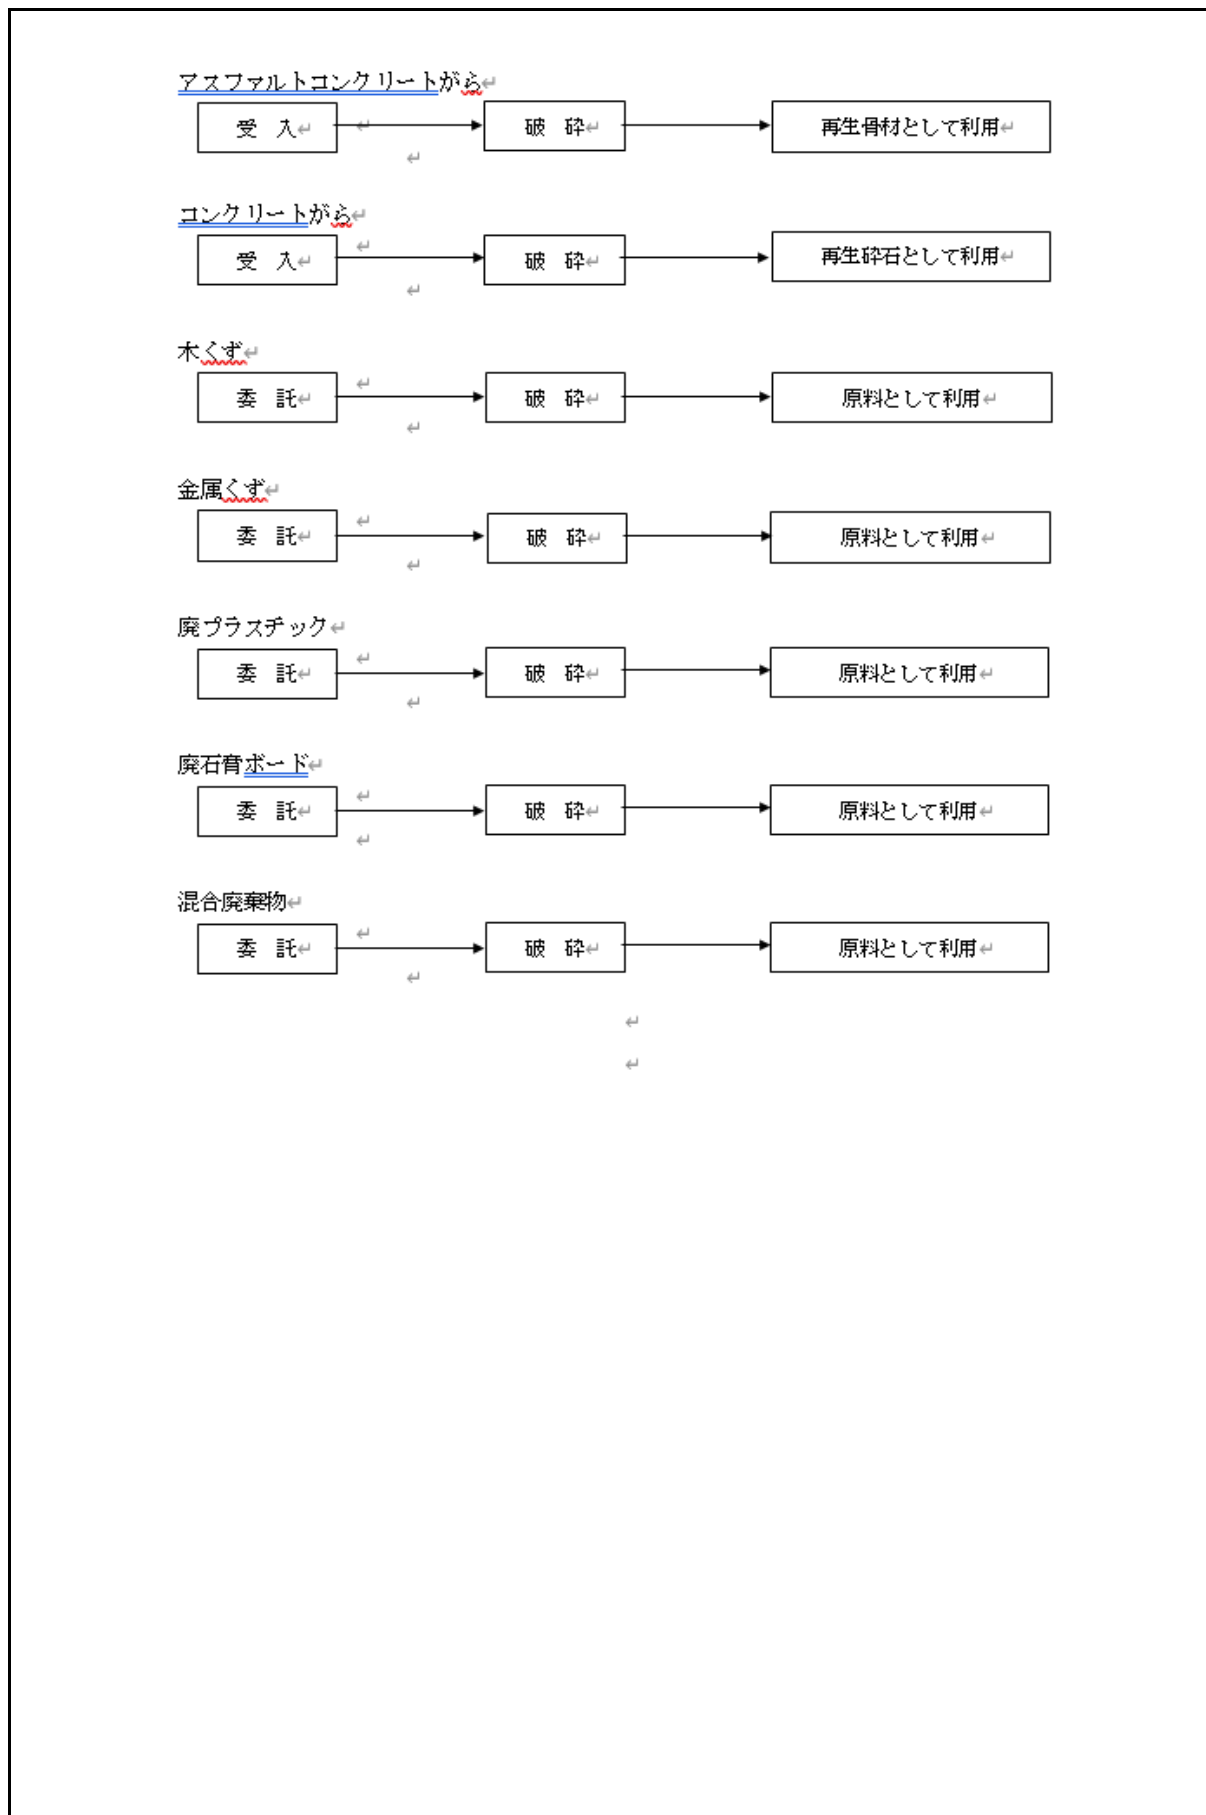 アスファルトコンクリートがら
受　入 破　砕 再生骨材として利用
コンクリートがら
受　入 破　砕 再生砕石として利用
木くず
委　託 破　砕 原料として利用
金属くず
委　託 破　砕 原料として利用
廃プラスチック
委　託 破　砕 原料として利用
廃石膏ボード
委　託 破　砕 原料として利用
混合廃棄物
委　託 破　砕 原料として利用